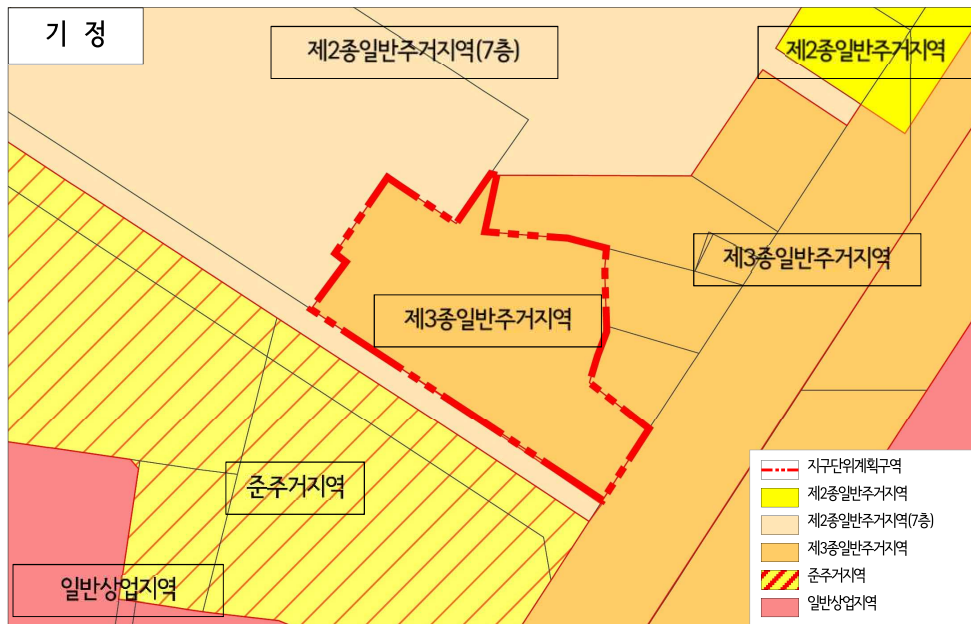 기 정
제2종일반주거지역(7층)
제2종일반주거지역
제3종일반주거지역
제3종일반주거지역
준주거지역
일반상업지역
지구단위계획구역
제2종일반주거지역
제2종일반주거지역(7층)
제3종일반주거지역
준주거지역
일반상업지역